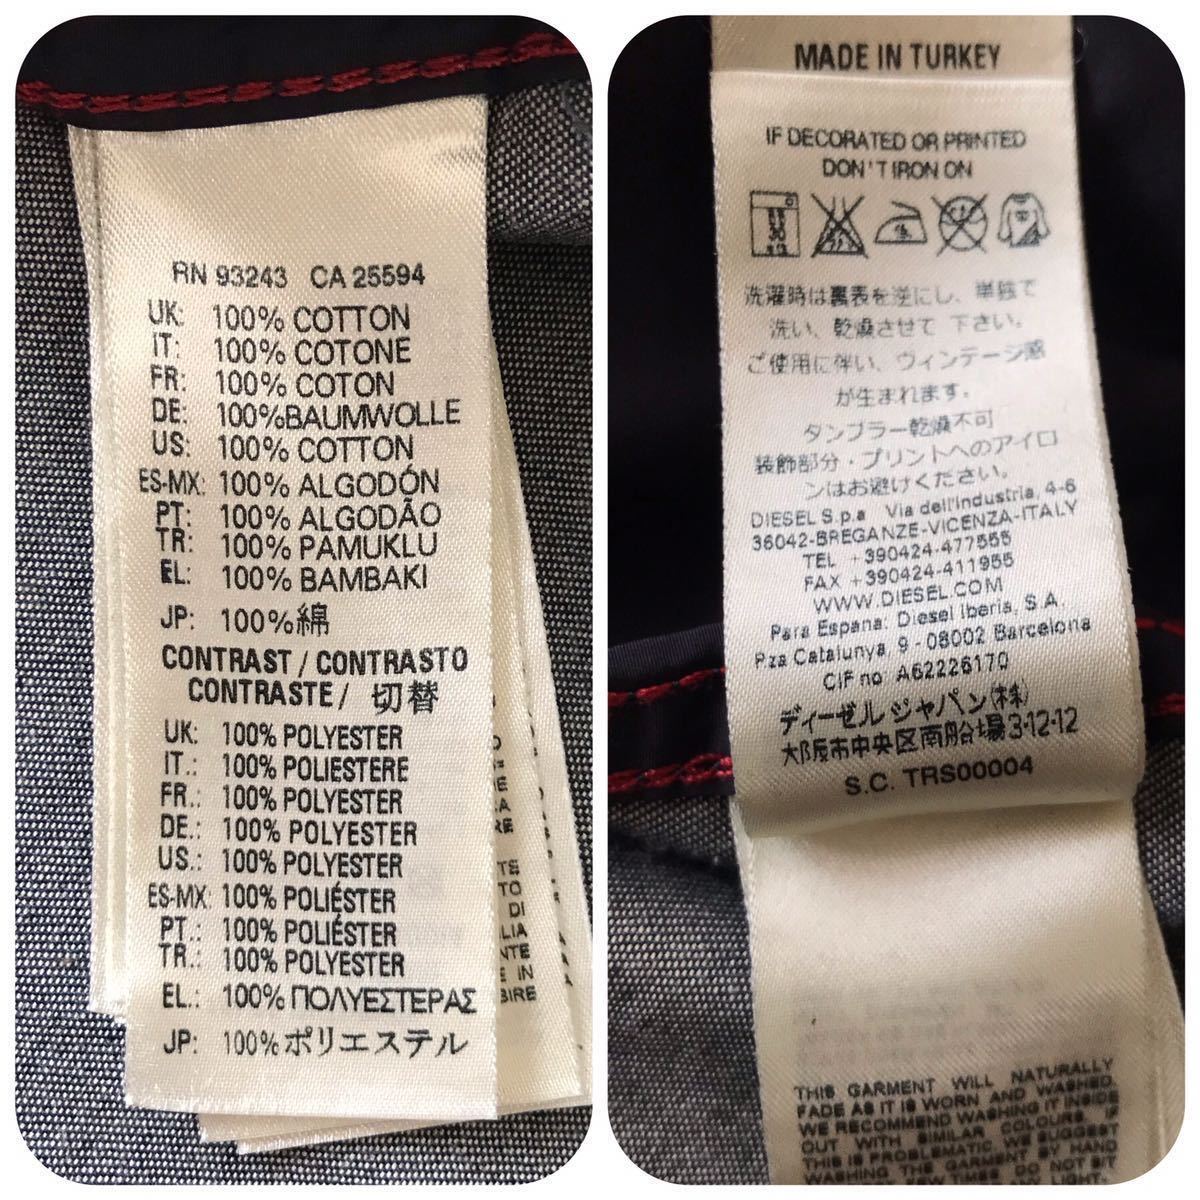 RN 93243 CA 25594
UK: 100% COTTON
IT: 100% COTONE
FR: 100% COTON
DE: 100%BAUMWOLLE
US: 100% COTTON
ES-MX: 100% ALGODÓN
PT: 100% ALGODÃO
TR: 100% PAMUKLU
EL: 100% BAMBAKI
JP: 100%綿
CONTRAST / CONTRASTO
CONTRASTE / 切替
UK: 100% POLYESTER
IT.: 100% POLIESTERE
FR.: 100% POLYESTER
DE.: 100% POLYESTER
US.: 100% POLYESTER
ES-MX: 100% POLIÉSTER
PT.: 100% POLIÉSTER
TR.: 100% POLYESTER
EL.: 100% ΠΟΛΥΕΣΤΕΡΑΣ
JP: 100%ポリエステル
MADE IN TURKEY
IF DECORATED OR PRINTED
DON'T IRON ON
洗濯時は裏表を逆にし、単独で
洗い、乾燥させて 下さい。
ご使用に伴い、ヴィンテージ感
が生まれます。
タンブラー乾燥不可
装飾部分・プリントへのアイロ
ンはお避けください。
DIESEL S.p.a Via dell'industria, 4-6
36042-BREGANZE-VICENZA-ITALY
TEL +390424-477555
FAX +390424-411955
WWW.DIESEL.COM
Para Espana: Diesel Iberia, S.A.
Pza Catalunya, 9 - 08002 Barcelona
CIF no A62226170
ディーゼル ジャパン(株)
大阪市中央区南船台場3-12-12
S.C. TRS00004
THIS GARMENT WILL NATURALLY
FADE AS IT IS WORN AND WASHED.
WE RECOMMEND WASHING IT INSIDE
OUT WITH SIMILAR COLOURS. IF
THIS IS PROBLEMATIC, WE SUGGEST
WASHING THE GARMENT BY HAND
NEW TIMES DO NOT SIT